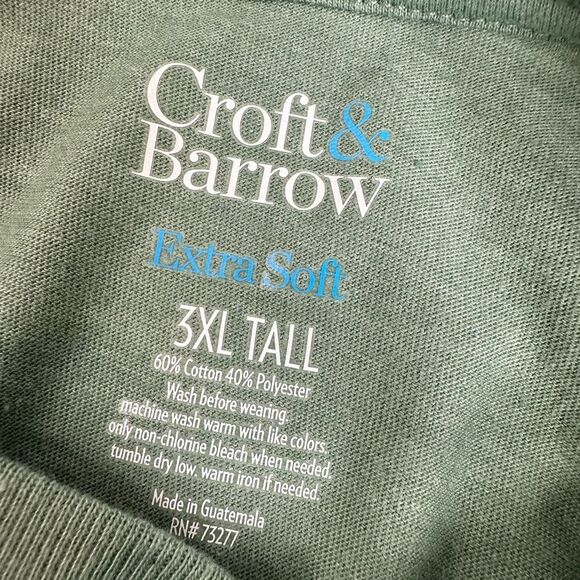 Croft &
Barrow
Extra Soft
3XL TALL
60% Cotton 40% Polyester
Wash before wearing.
machine wash warm with like colors.
only non-chlorine bleach when needed.
tumble dry low. warm iron if needed.
Made in Guatemala
RN# 73277